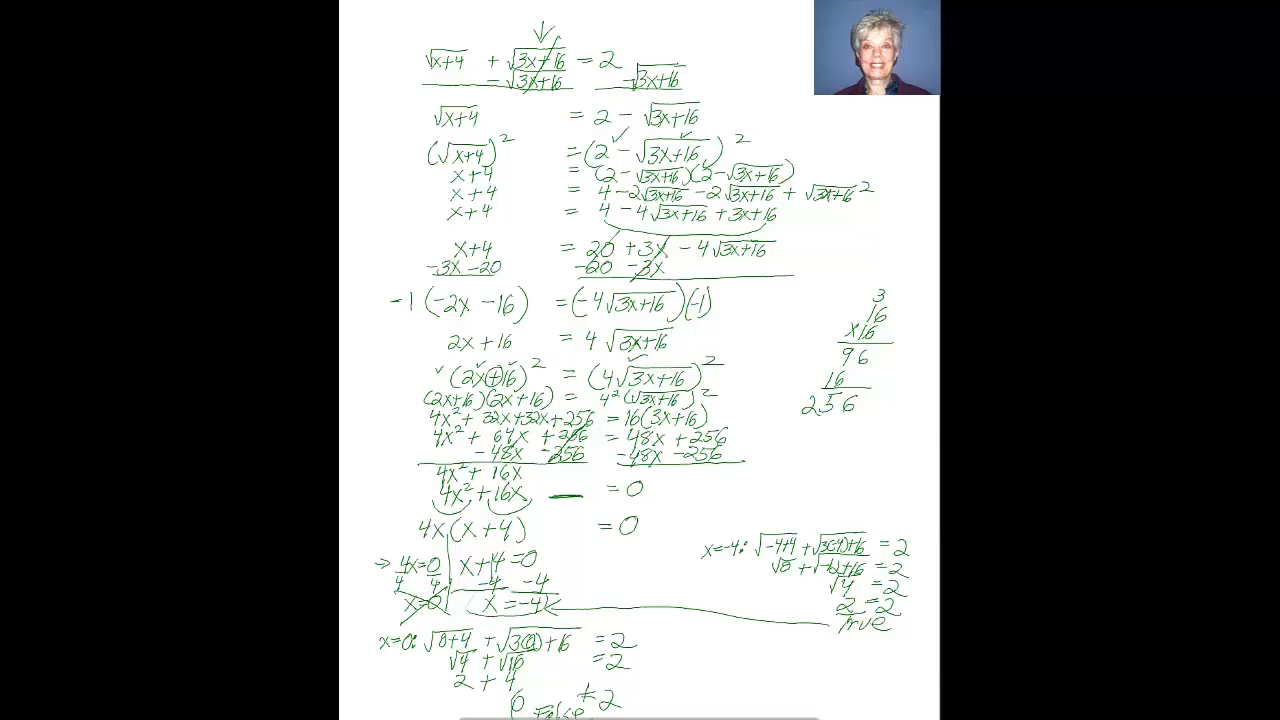 √x+4 + √3x+16 = 2
- √3x+16 -√3x+16
√x+4 = 2 - √3x+16
(√x+4)² = (2 - √3x+16)²
x+4 = (2-√3x+16)(2-√3x+16)
x+4 = 4-2√3x+16 -2√3x+16 + √3x+16²
x+4 = 4 -4√3x+16 +3x+16
x+4 = 20 +3x -4√3x+16
-3x-20 -20 -3x
-1(-2x -16) = (-4√3x+16)(-1)
2x+16 = 4√3x+16
(2x+16)² = (4√3x+16)²
(2x+16)(2x+16) = 4²(√3x+16)²
4x²+ 32x+32x+256 = 16(3x+16)
4x²+ 64x +256 = 48x +256
-48x -256 -48x -256
4x²+ 16x
4x²+16x = 0
4x(x+4) = 0
→ 4x=0 x+4=0
4 4 -4 -4
x=0 x=-4
x=0: √0+4 + √3(0)+16 = 2
√4 + √16 = 2
2 + 4
6 ≠ 2
False
3
16
x16
96
16
256
x=-4: √-4+4 + √3(-4)+16 = 2
√0 + √-12+16 = 2
√4 = 2
2 = 2
True